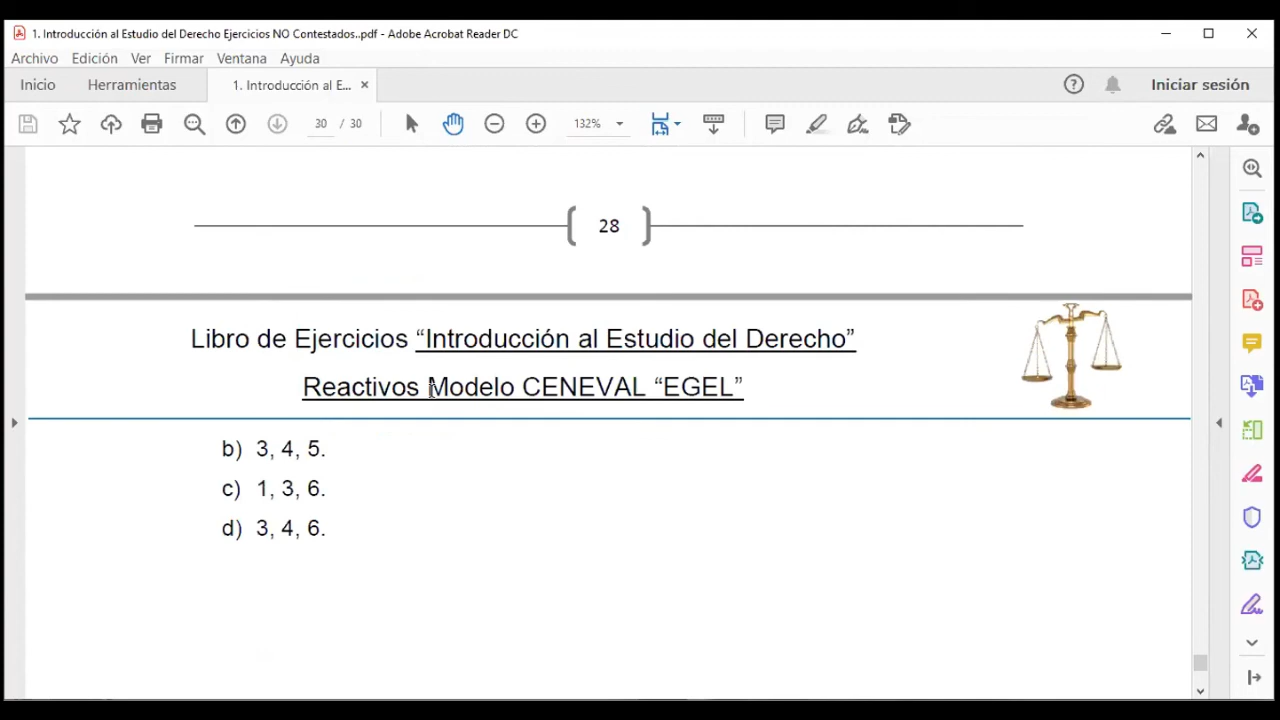 1. Introducción al Estudio del Derecho Ejercicios NO Contestados..pdf - Adobe Acrobat Reader DC
Archivo Edición Ver Firmar Ventana Ayuda
Inicio Herramientas 1. Introducción al E... × Iniciar sesión
30 / 30 132%
28
Libro de Ejercicios “Introducción al Estudio del Derecho”
Reactivos Modelo CENEVAL “EGEL”
b) 3, 4, 5.
c) 1, 3, 6.
d) 3, 4, 6.